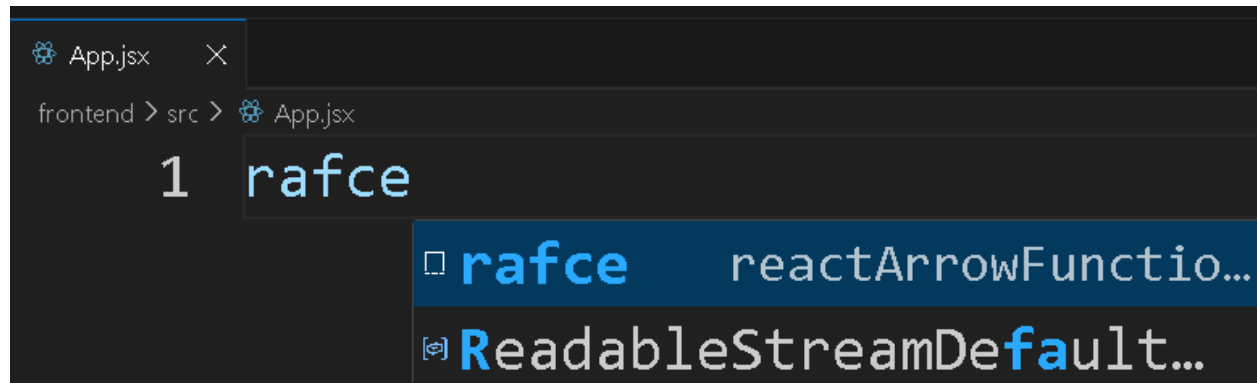 App.jsx
frontend > src > App.jsx
1 rafce
rafce reactArrowFunctio…
ReadableStreamDefault…